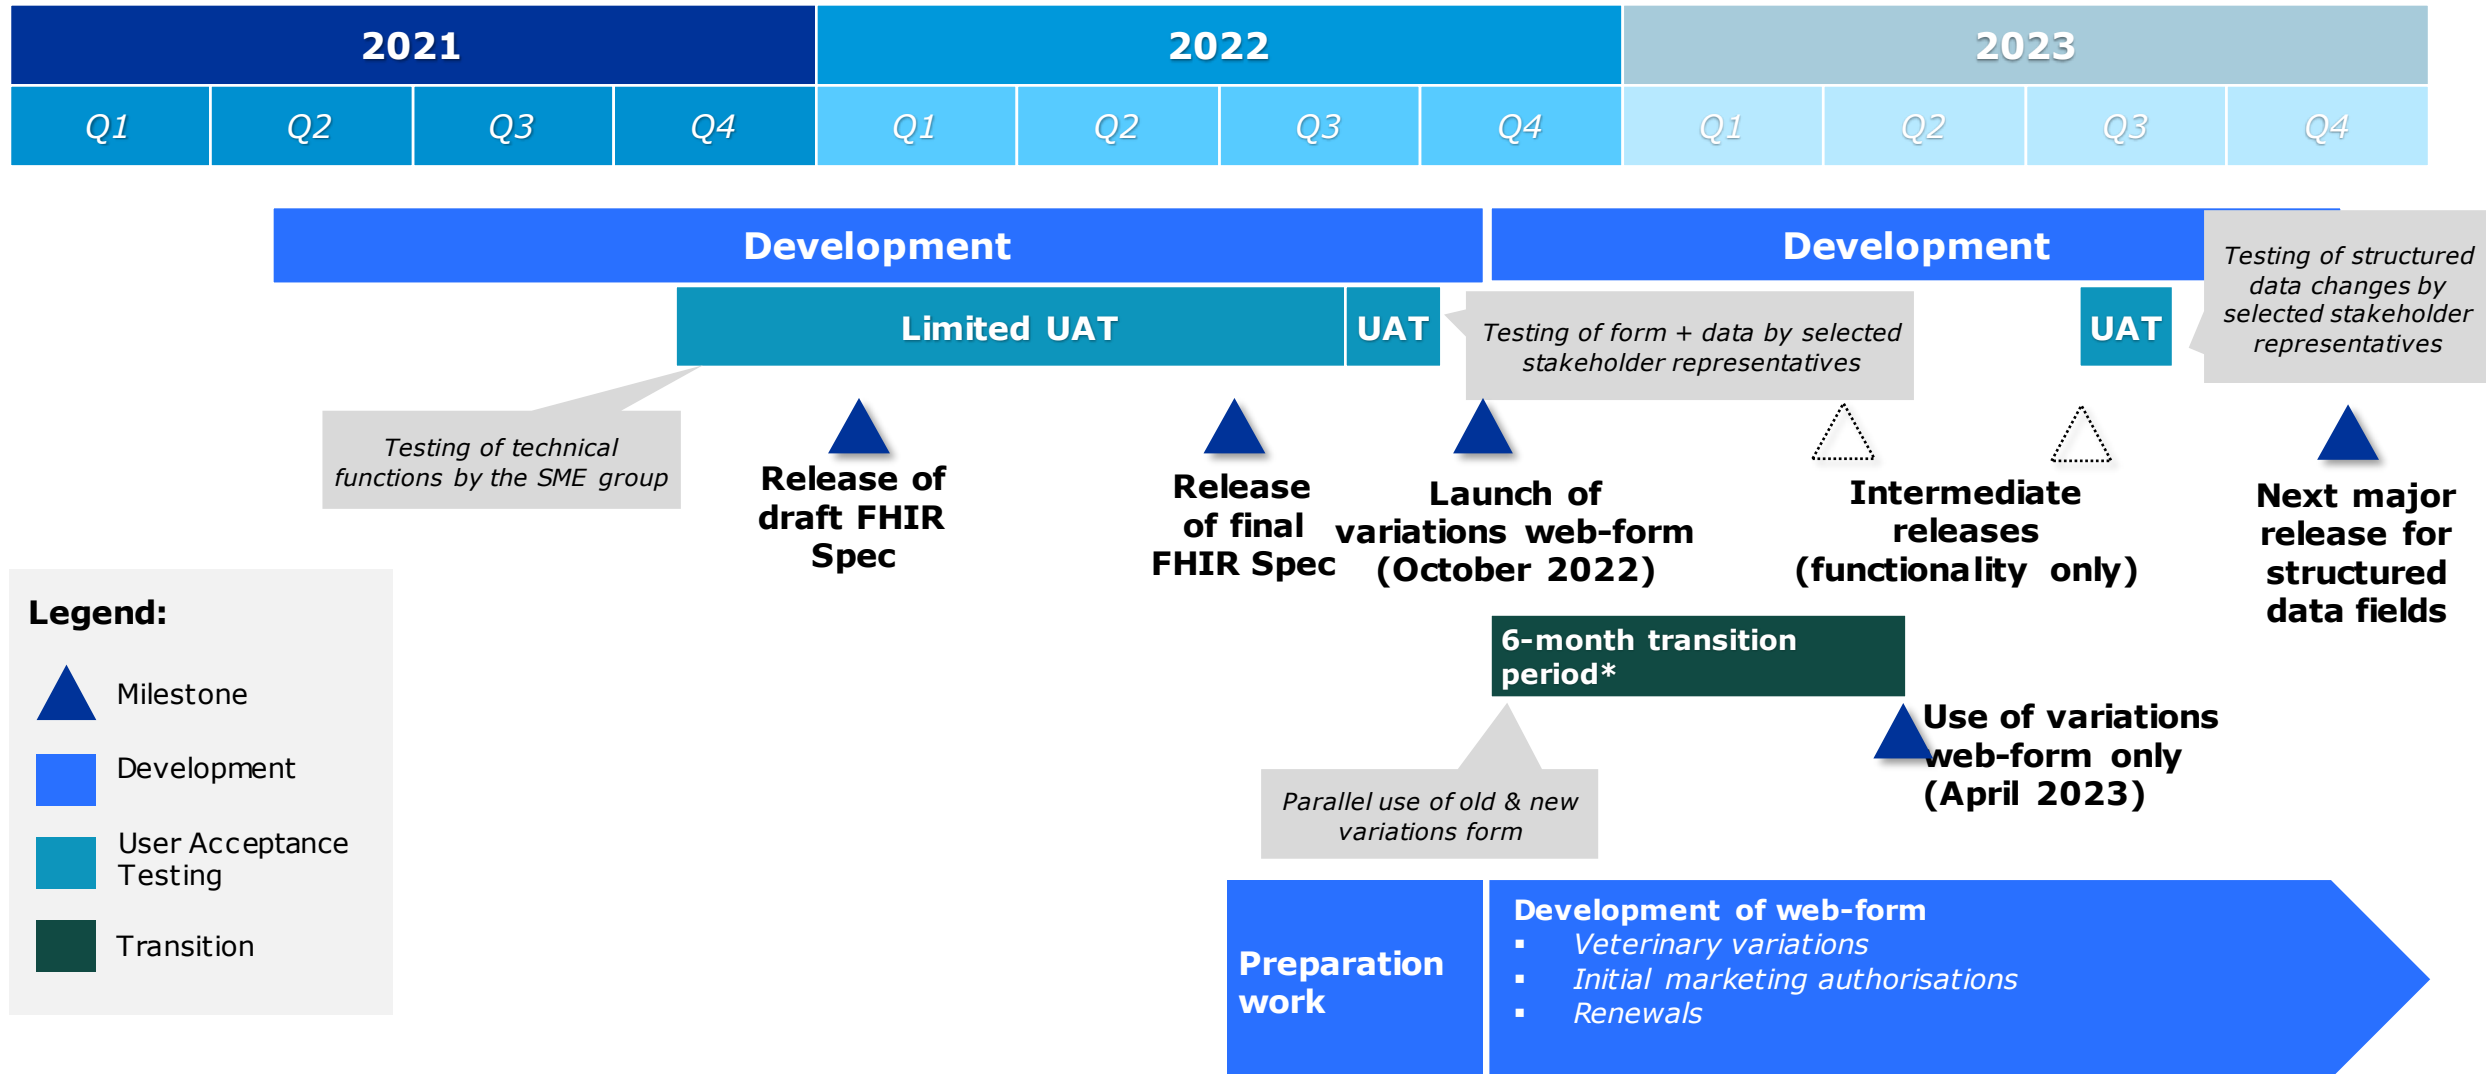 2021
2022
2023
Q1
Q2
Q3
Q4
Q1
Q2
Q3
Q4
Q1
Q2
Q3
Q4
Development
Development
Testing of structured
data changes by
selected stakeholder
representatives
Limited UAT
UAT
Testing of form + data by selected
stakeholder representatives
UAT
Testing of technical
functions by the SME group
Release of
draft FHIR
Spec
Release
of final
FHIR Spec
Launch of
variations web-form
(October 2022)
Intermediate
releases
(functionality only)
Next major
release for
structured
data fields
Legend:
Milestone
Development
User Acceptance
Testing
Transition
6-month transition
period*
Use of variations
web-form only
(April 2023)
Parallel use of old & new
variations form
Preparation
work
Development of web-form
▪ Veterinary variations
▪ Initial marketing authorisations
▪ Renewals